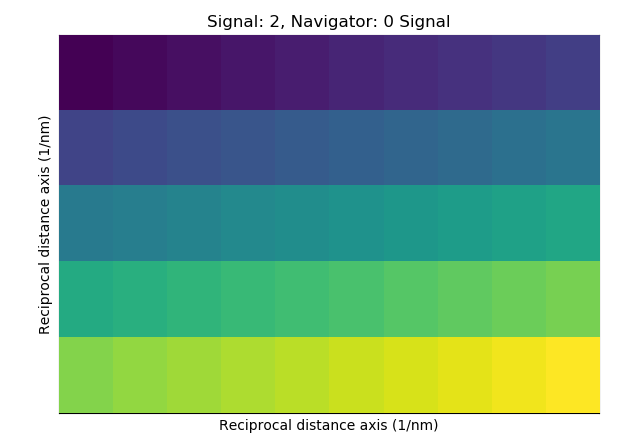 Signal: 2, Navigator: 0 Signal
Reciprocal distance axis (1/nm)
Reciprocal distance axis (1/nm)